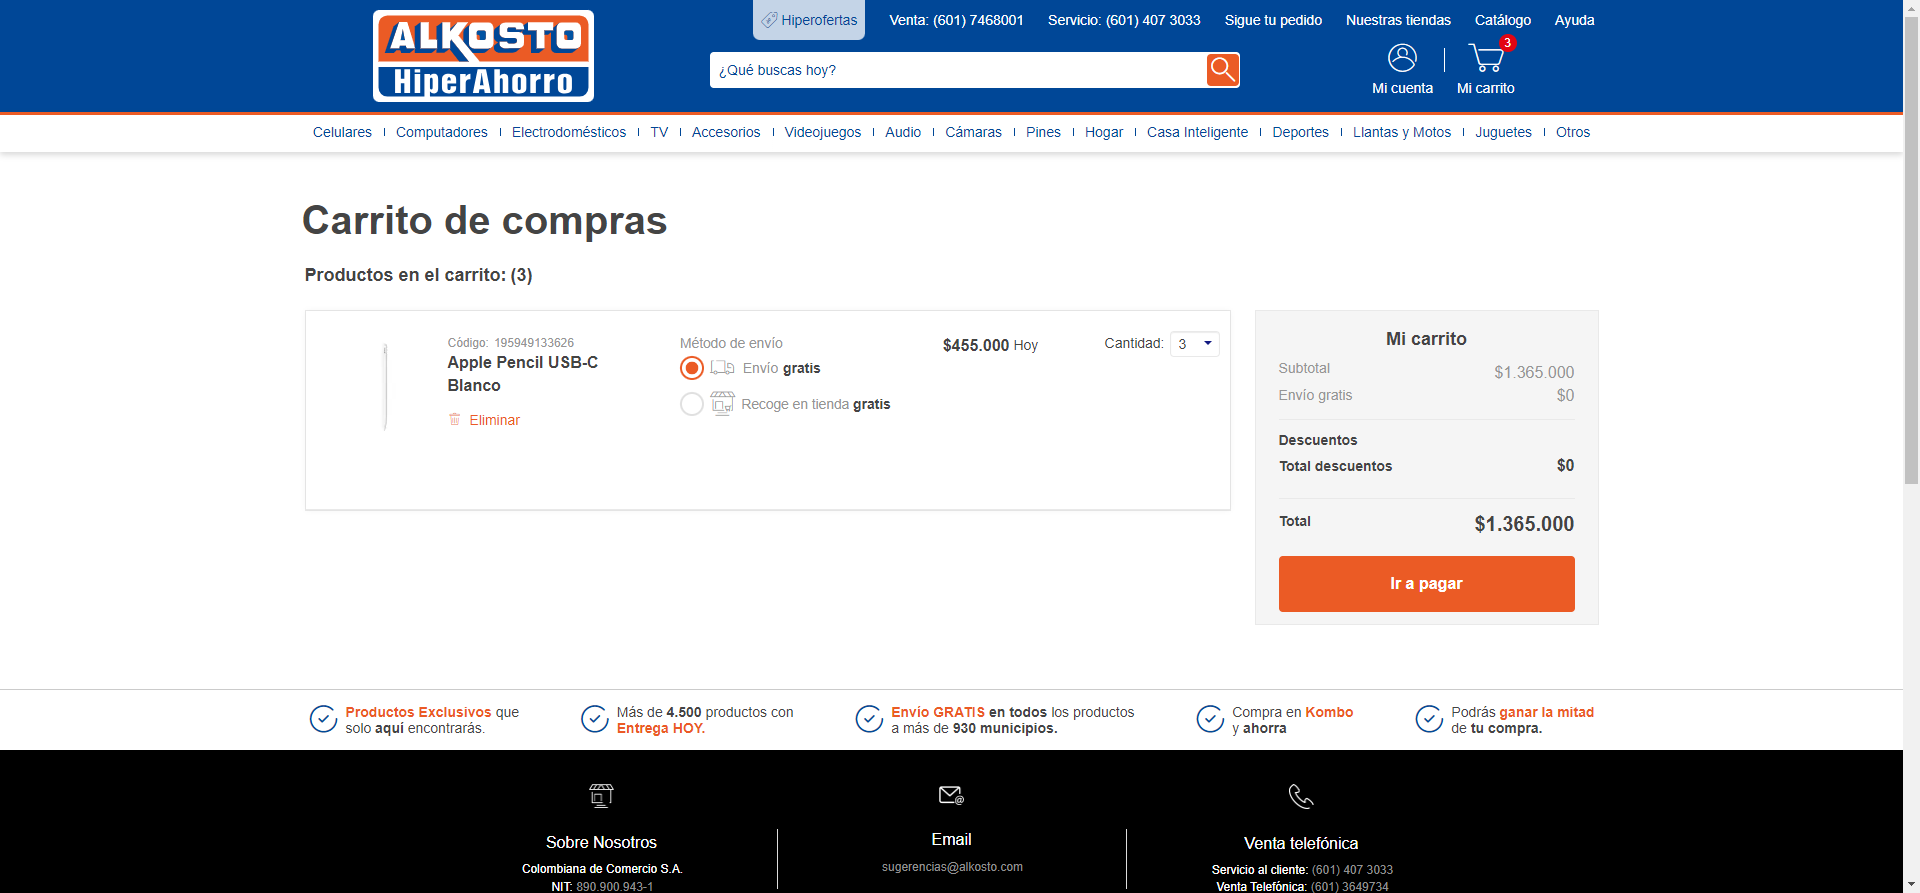 ALKOSTO
HiperAhorro
Hiperofertas
Venta: (601) 7468001
Servicio: (601) 407 3033
Sigue tu pedido
Nuestras tiendas
Catálogo
Ayuda
¿Qué buscas hoy?
Mi cuenta
3
Mi carrito
Celulares
Computadores
Electrodomésticos
TV
Accesorios
Videojuegos
Audio
Cámaras
Pines
Hogar
Casa Inteligente
Deportes
Llantas y Motos
Juguetes
Otros
Carrito de compras
Productos en el carrito: (3)
Código: 195949133626
Apple Pencil USB-C
Blanco
Eliminar
Método de envío
Envío gratis
Recoge en tienda gratis
$455.000 Hoy
Cantidad: 3
Mi carrito
Subtotal $1.365.000
Envío gratis $0
Descuentos
Total descuentos $0
Total $1.365.000
Ir a pagar
Productos Exclusivos que
solo aquí encontrarás.
Más de 4.500 productos con
Entrega HOY.
Envío GRATIS en todos los productos
a más de 930 municipios.
Compra en Kombo
y ahorra
Podrás ganar la mitad
de tu compra.
Sobre Nosotros
Colombiana de Comercio S.A.
NIT: 890.900.943-1
Email
sugerencias@alkosto.com
Venta telefónica
Servicio al cliente: (601) 407 3033
Venta Telefónica: (601) 3649734